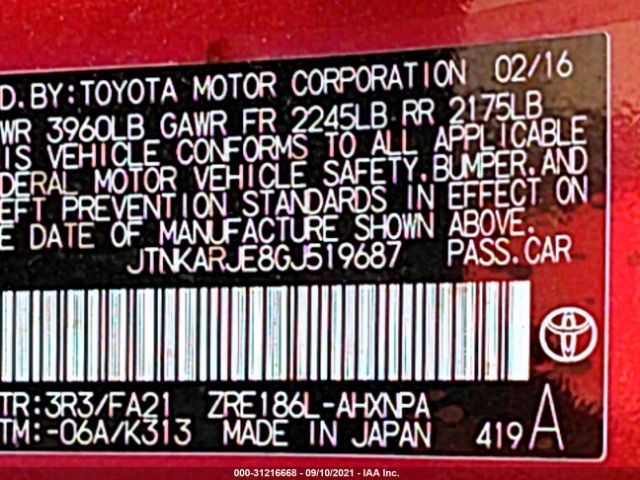 D. BY: TOYOTA MOTOR CORPORATION 02/16
WR 3960LB GAWR FR 2245LB RR 2175LB
IS VEHICLE CONFORMS TO ALL APPLICABLE
DERAL MOTOR VEHICLE SAFETY, BUMPER, AND
EFT PREVENTION STANDARDS IN EFFECT ON
E DATE OF MANUFACTURE SHOWN ABOVE.
JTNKARJE8GJ519687 PASS.CAR
TR:3R3/FA21 ZRE186L-AHXNPA
TM:-06A/K313 MADE IN JAPAN 419 A
000-31216668 - 09/10/2021 - IAA Inc.